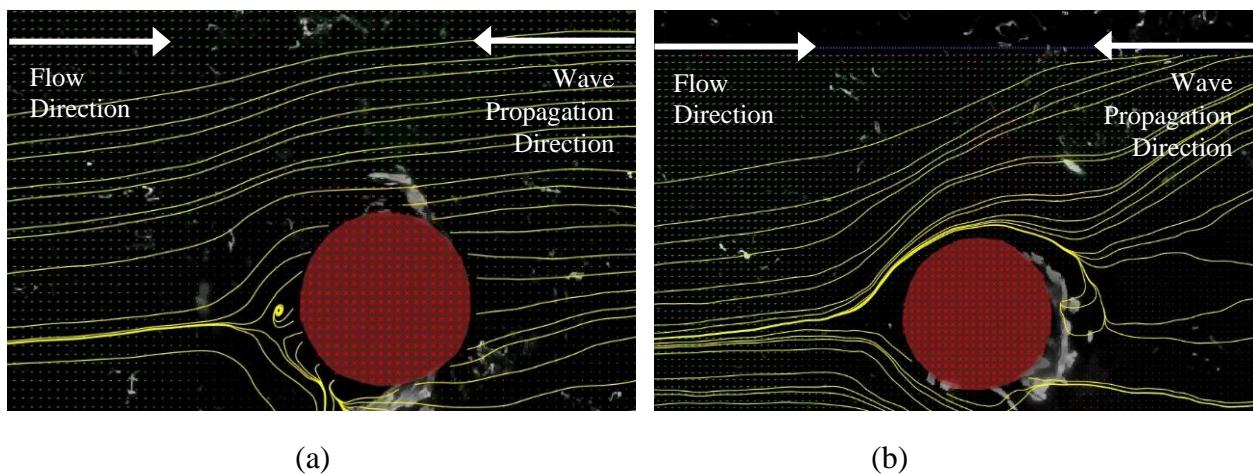 Flow
Direction
Wave
Propagation
Direction
Flow
Direction
Wave
Propagation
Direction
(a)
(b)